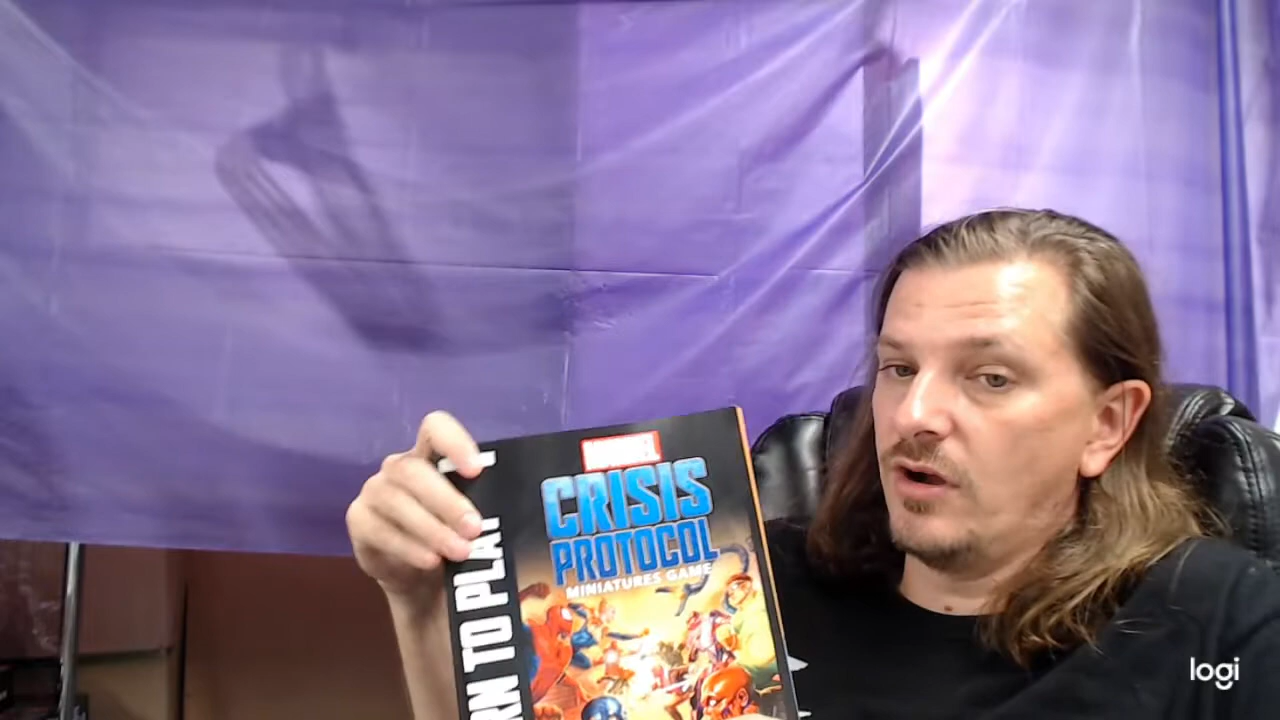 MARVEL
CRISIS
PROTOCOL
MINIATURES GAME
RN TO PLAY
logi